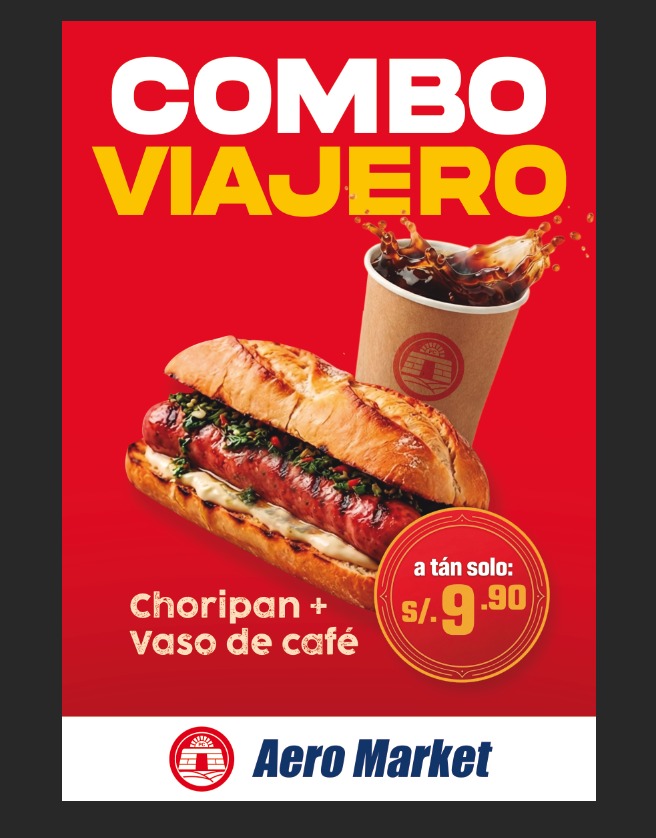 COMBO
VIAJERO
a tán solo:
s/.9.90
Choripan +
Vaso de café
Aero Market